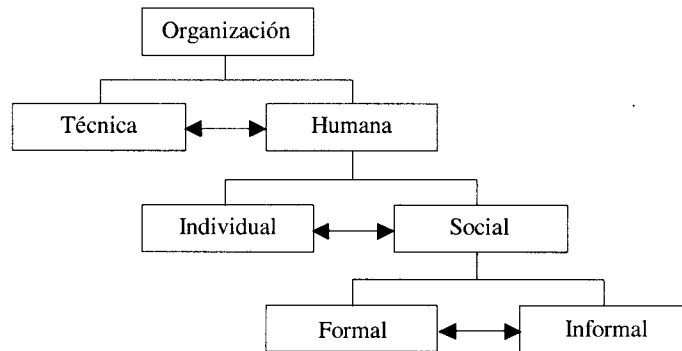 Organización
Técnica
Humana
Individual
Social
Formal
Informal